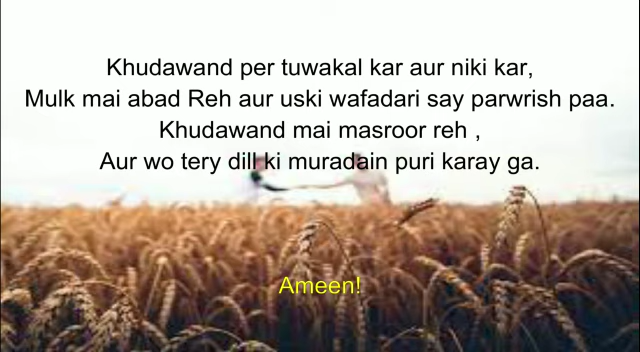 Khudawand per tuwakal kar aur niki kar,
Mulk mai abad Reh aur uski wafadari say parwrish paa.
Khudawand mai masroor reh ,
Aur wo tery dill ki muradain puri karay ga.
Ameen!